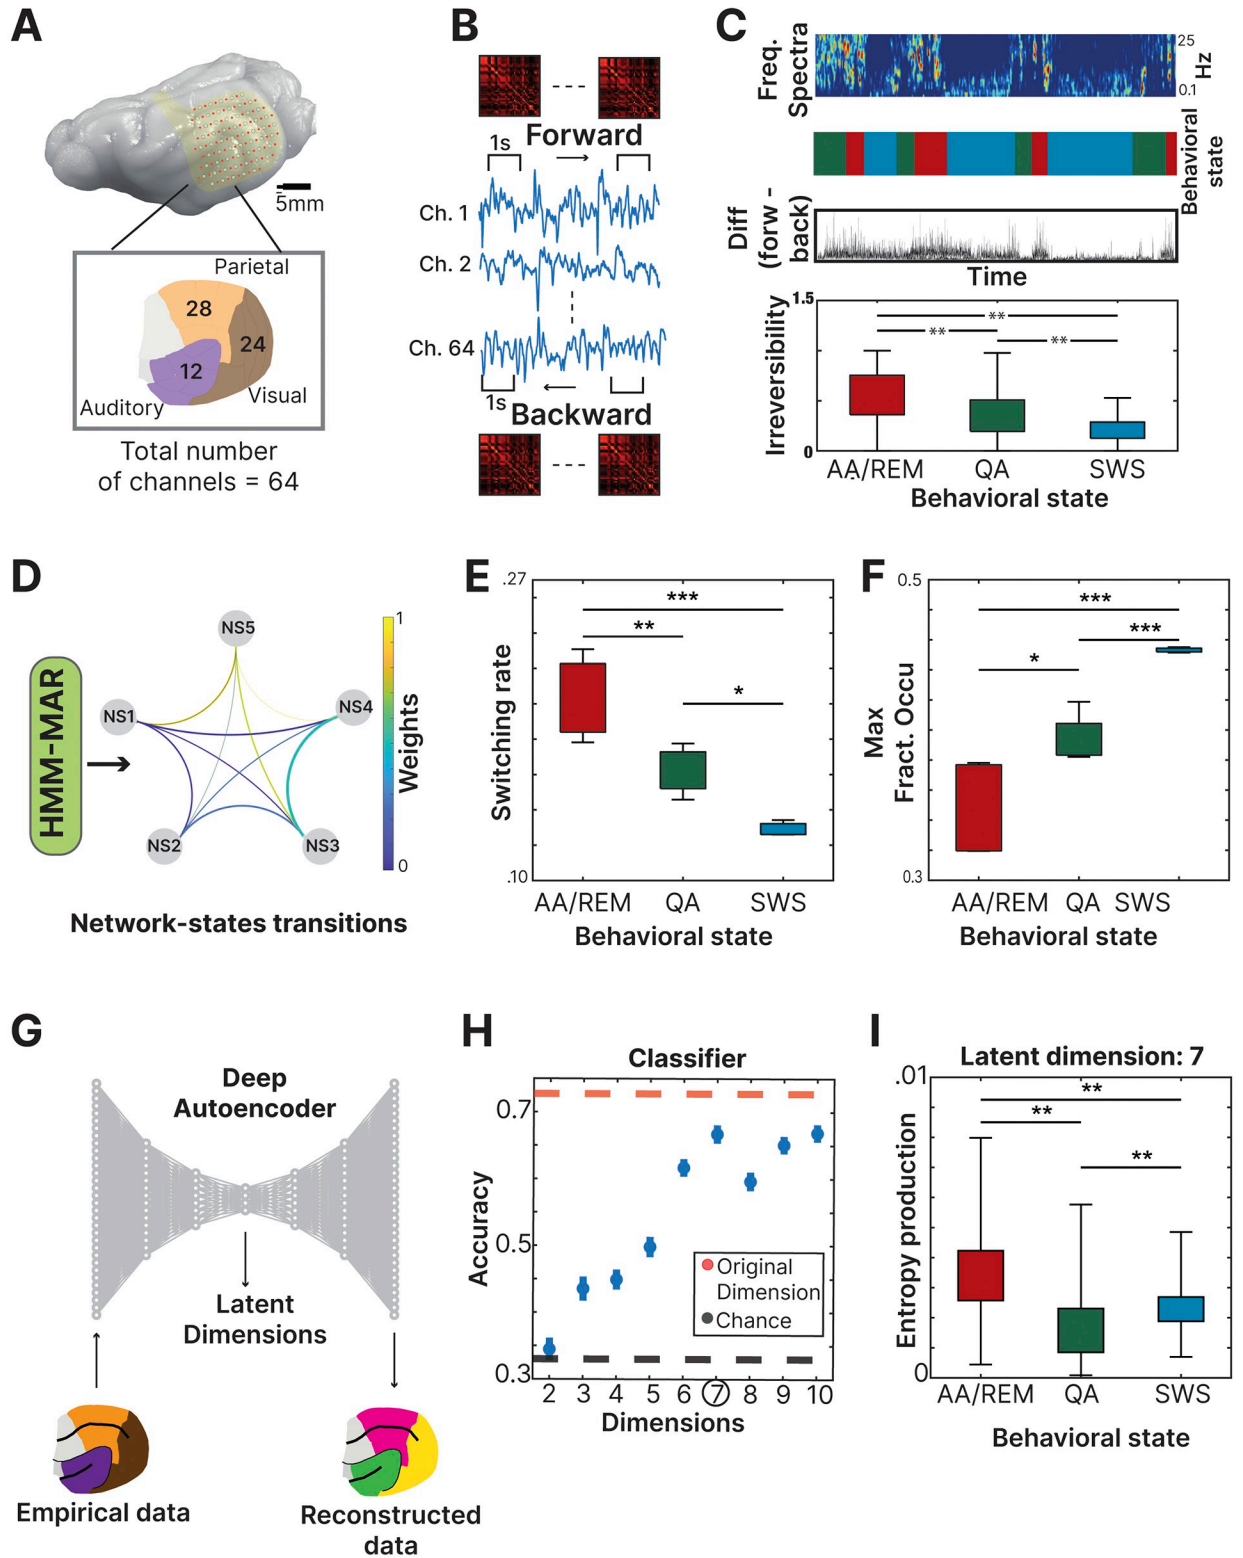 A
5mm
Parietal
28
24
12
Visual
Auditory
Total number
of channels = 64
B
Forward
1s
Ch. 1
Ch. 2
Ch. 64
1s
Backward
C
Freq.
Spectra
25
Hz
0.1
Behavioral
state
Diff
(forw -
back)
Time
Irreversibility
1.5
0
**
**
**
AA/REM QA SWS
Behavioral state
D
HMM-MAR
NS5
NS1
NS4
NS2
NS3
1
Weights
0
Network-states transitions
E
Switching rate
.27
.10
***
**
*
AA/REM QA SWS
Behavioral state
F
Max
Fract. Occu
0.5
0.3
***
***
*
AA/REM QA SWS
Behavioral state
G
Deep
Autoencoder
Latent
Dimensions
Empirical data
Reconstructed
data
H
Classifier
Accuracy
0.7
0.5
0.3
Original
Dimension
Chance
2 3 4 5 6 7 8 9 10
Dimensions
I
Latent dimension: 7
Entropy production
.01
0
**
**
**
AA/REM QA SWS
Behavioral state